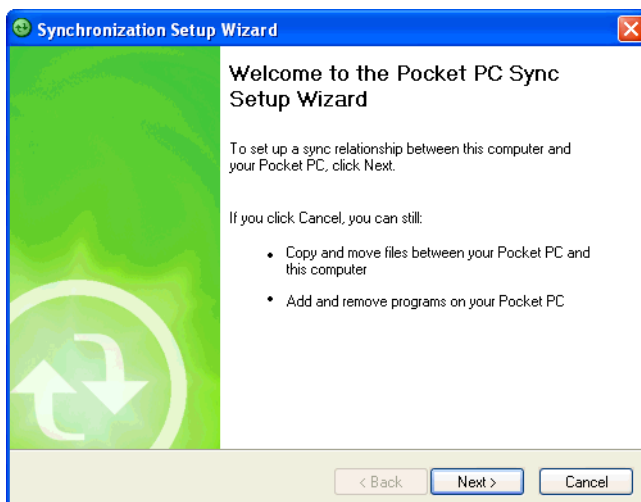 Synchronization Setup Wizard
Welcome to the Pocket PC Sync
Setup Wizard
To set up a sync relationship between this computer and
your Pocket PC, click Next.
If you click Cancel, you can still:
• Copy and move files between your Pocket PC and
this computer
• Add and remove programs on your Pocket PC
< Back Next > Cancel